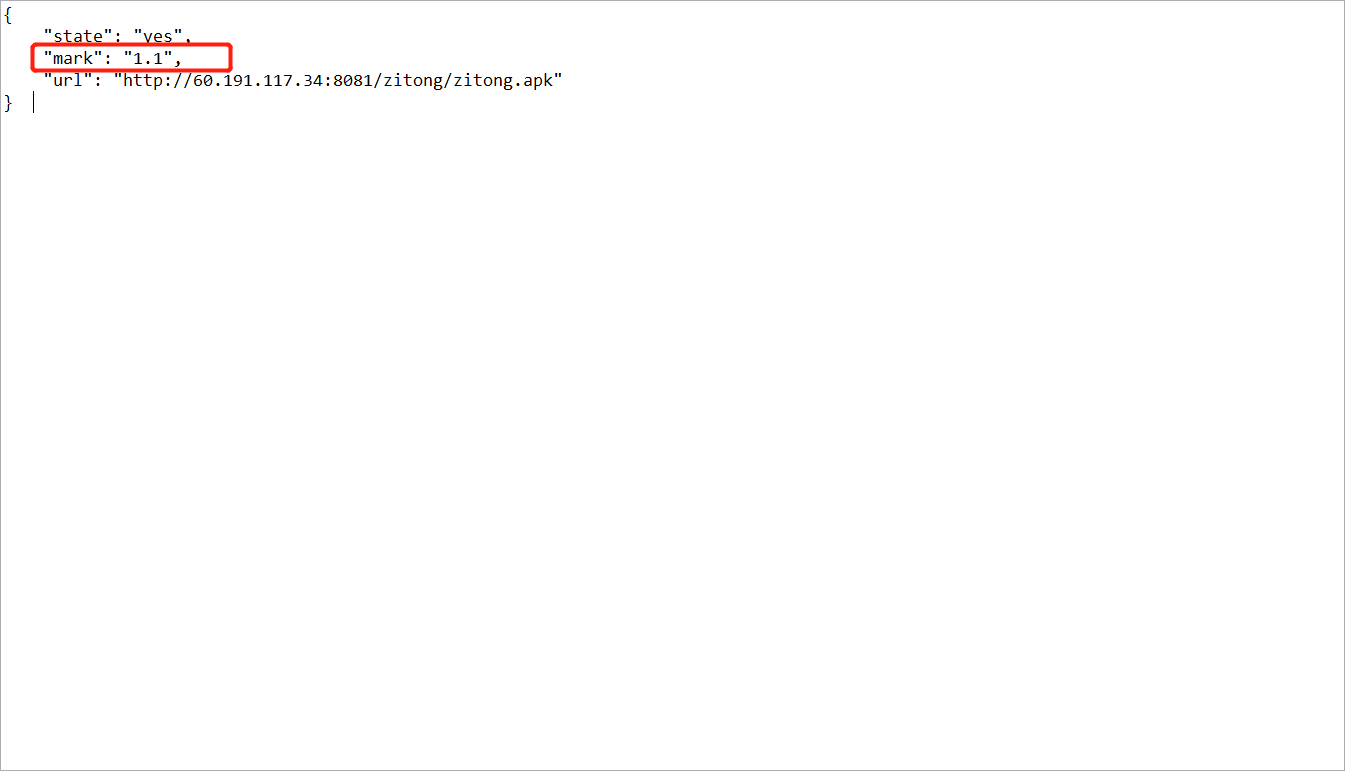 {
"state": "yes",
"mark": "1.1",
"url": "http://60.191.117.34:8081/zitong/zitong.apk"
}